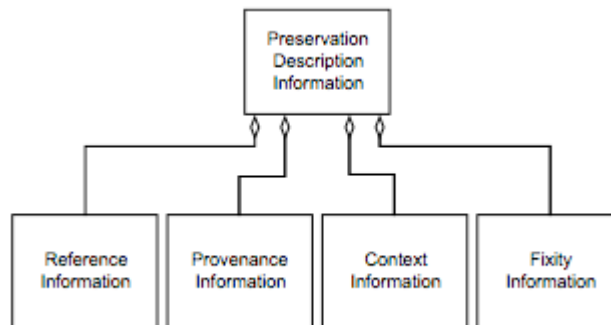 Preservation
Description
Information
Reference
Information
Provenance
Information
Context
Information
Fixity
Information